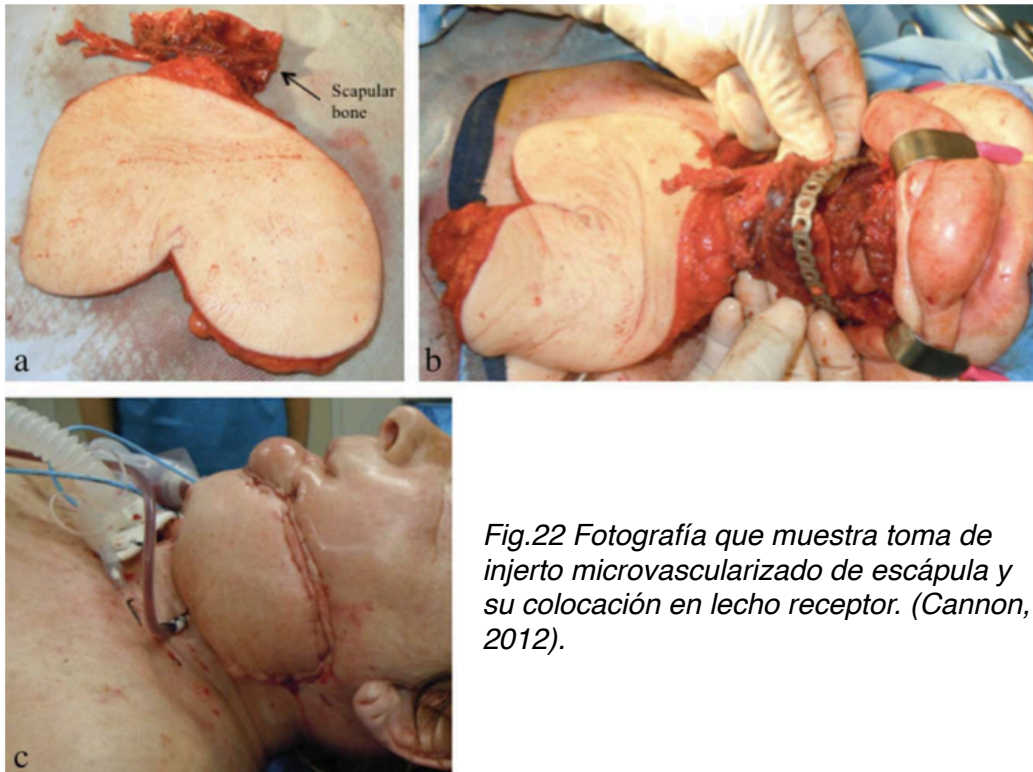 Scapular
bone
a
b
c
Fig.22 Fotografía que muestra toma de
injerto microvascularizado de escápula y
su colocación en lecho receptor. (Cannon,
2012).